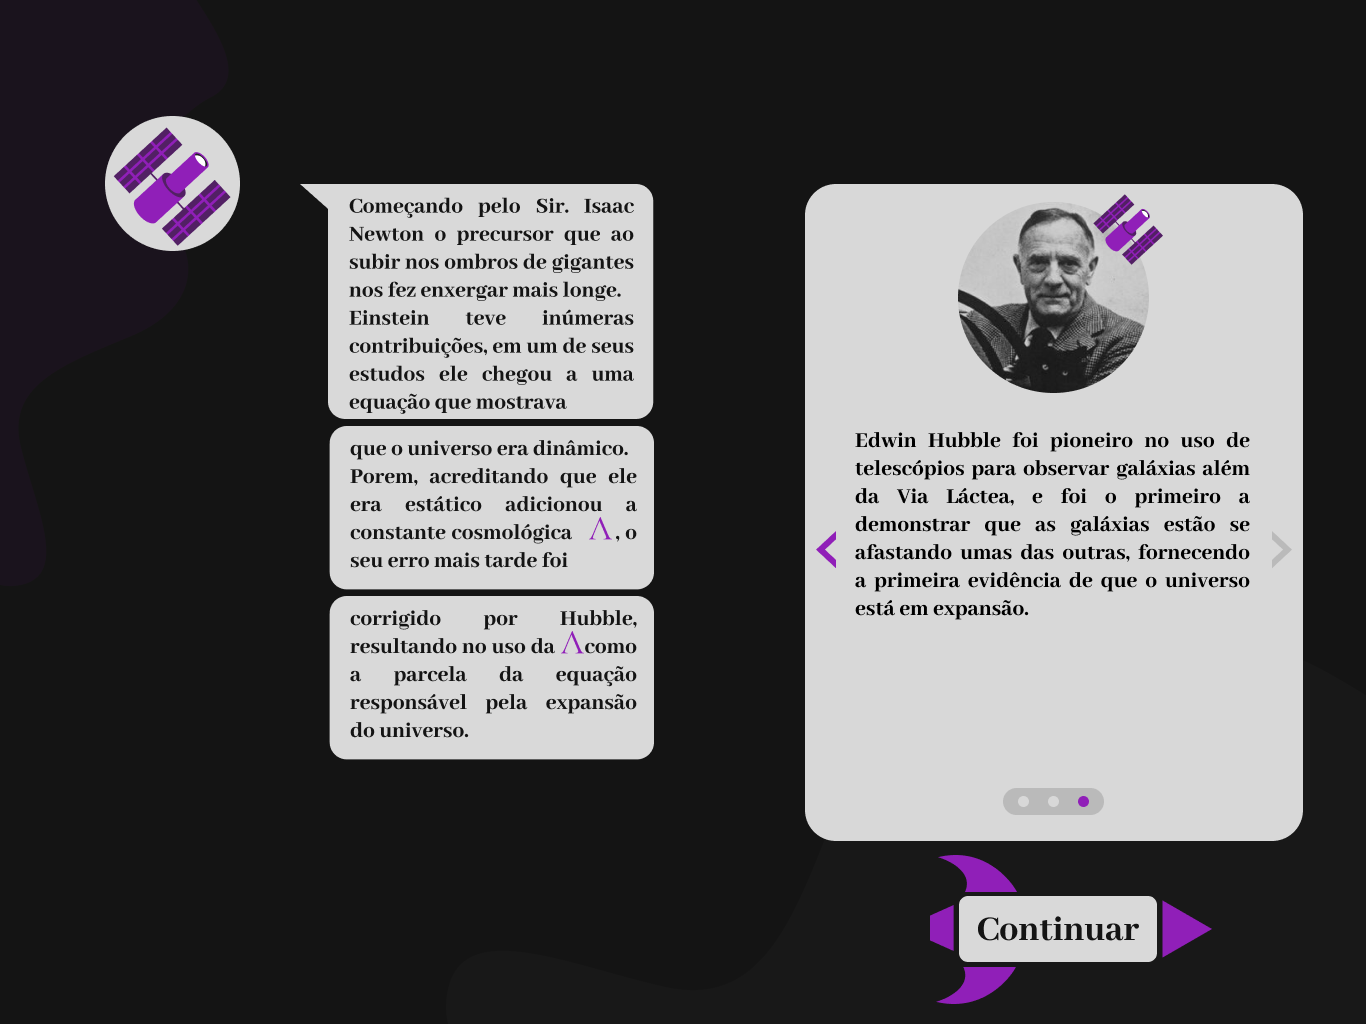 Começando pelo Sir. Isaac
Newton o precursor que ao
subir nos ombros de gigantes
nos fez enxergar mais longe.
Einstein teve inúmeras
contribuições, em um de seus
estudos ele chegou a uma
equação que mostrava
que o universo era dinâmico.
Porem, acreditando que ele
era estático adicionou a
constante cosmológica Λ, o
seu erro mais tarde foi
corrigido por Hubble,
resultando no uso da Λcomo
a parcela da equação
responsável pela expansão
do universo.
Edwin Hubble foi pioneiro no uso de
telescópios para observar galáxias além
da Via Láctea, e foi o primeiro a
demonstrar que as galáxias estão se
afastando umas das outras, fornecendo
a primeira evidência de que o universo
está em expansão.
Continuar